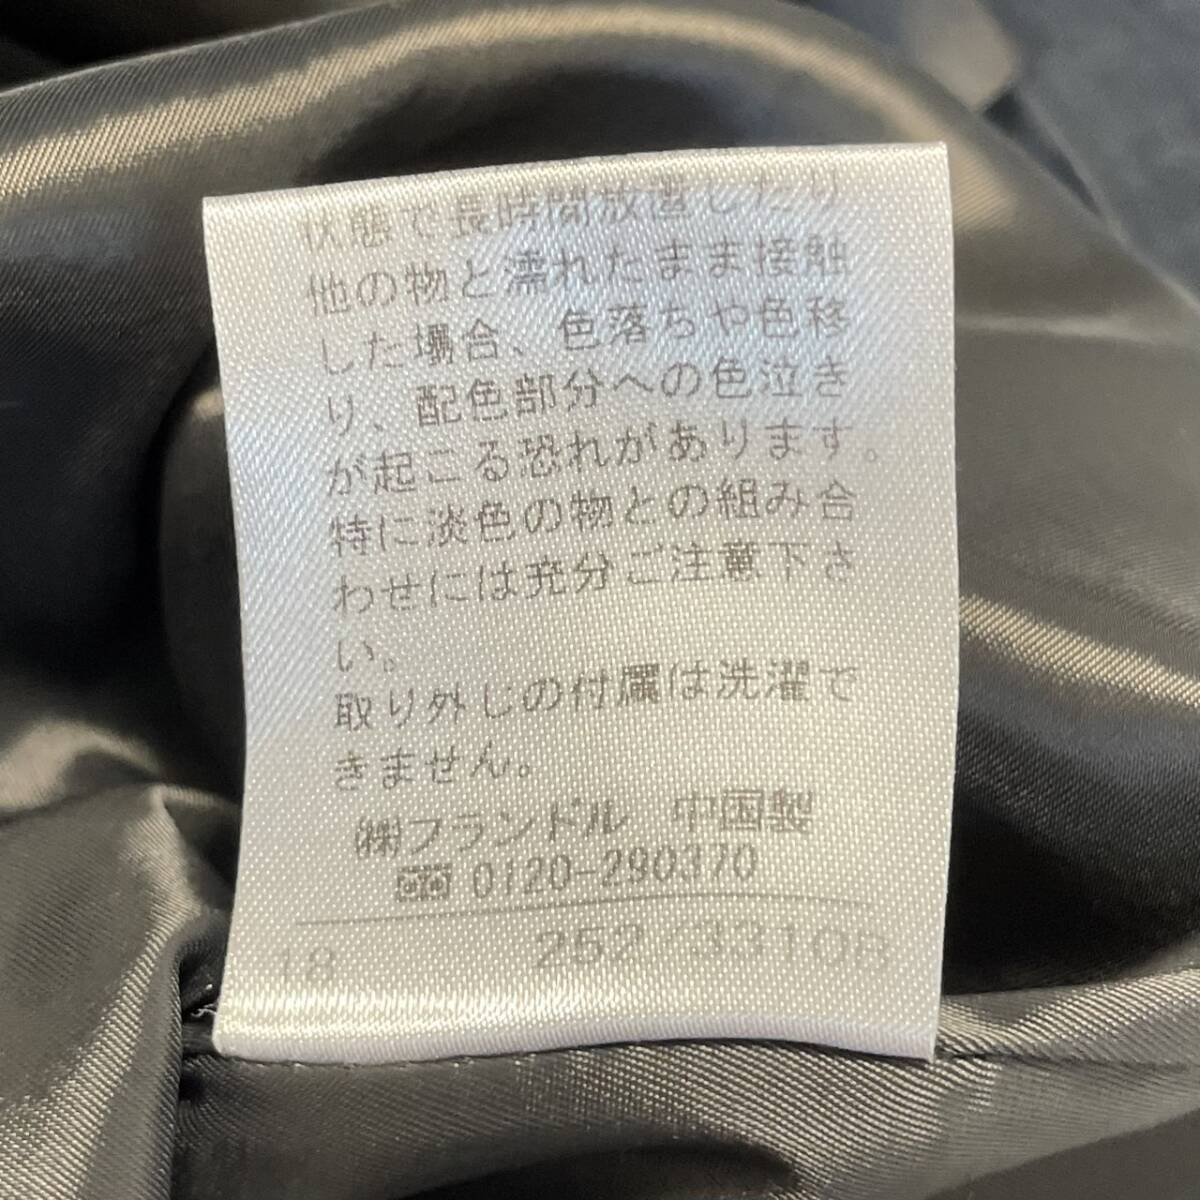 状態で長時間放置したり
他の物と濡れたまま接触
した場合、色落ちや色移
り、配色部分への色泣き
が起こる恐れがあります。
特に淡色の物との組み合
わせには充分ご注意下さ
い。
取り外しの付属は洗濯で
きません。
㈱フランドル 中国製
0120-290370
18 252/33106